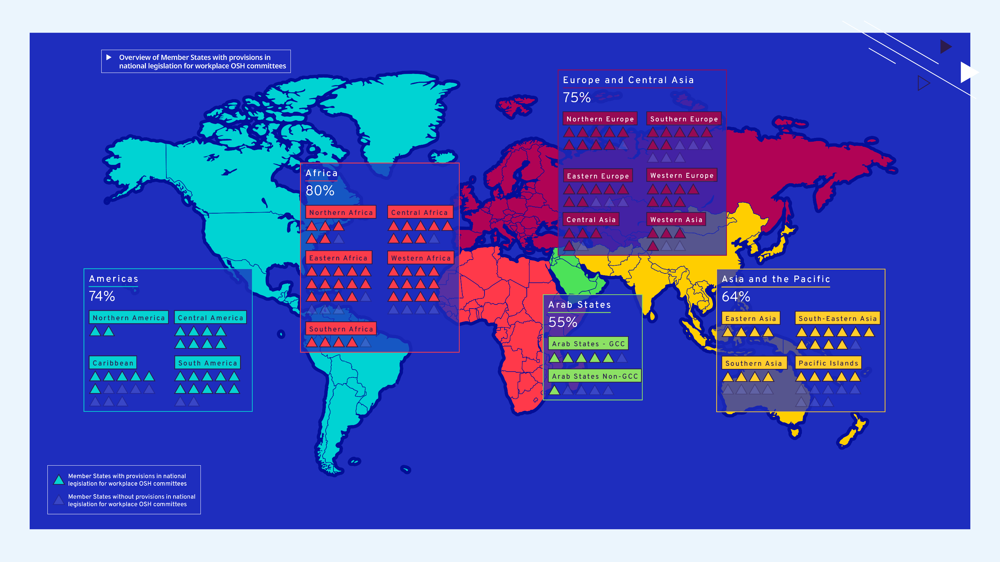 Overview of Member States with provisions in
national legislation for workplace OSH committees
Europe and Central Asia
75%
Northern Europe
Southern Europe
Eastern Europe
Western Europe
Central Asia
Western Asia
Africa
80%
Northern Africa
Central Africa
Eastern Africa
Western Africa
Southern Africa
Americas
74%
Northern America
Central America
Caribbean
South America
Arab States
55%
Arab States - GCC
Arab States Non-GCC
Asia and the Pacific
64%
Eastern Asia
South-Eastern Asia
Southern Asia
Pacific Islands
Member States with provisions in national
legislation for workplace OSH committees
Member States without provisions in national
legislation for workplace OSH committees